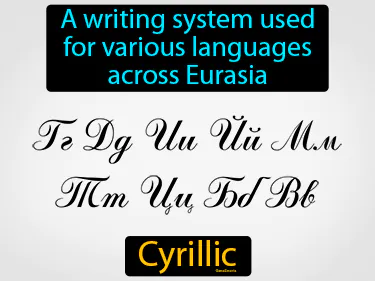 A writing system used
for various languages
across Eurasia
Гг Дд Ии Йй Мм
Тт Цц Бб Вв
Cyrillic